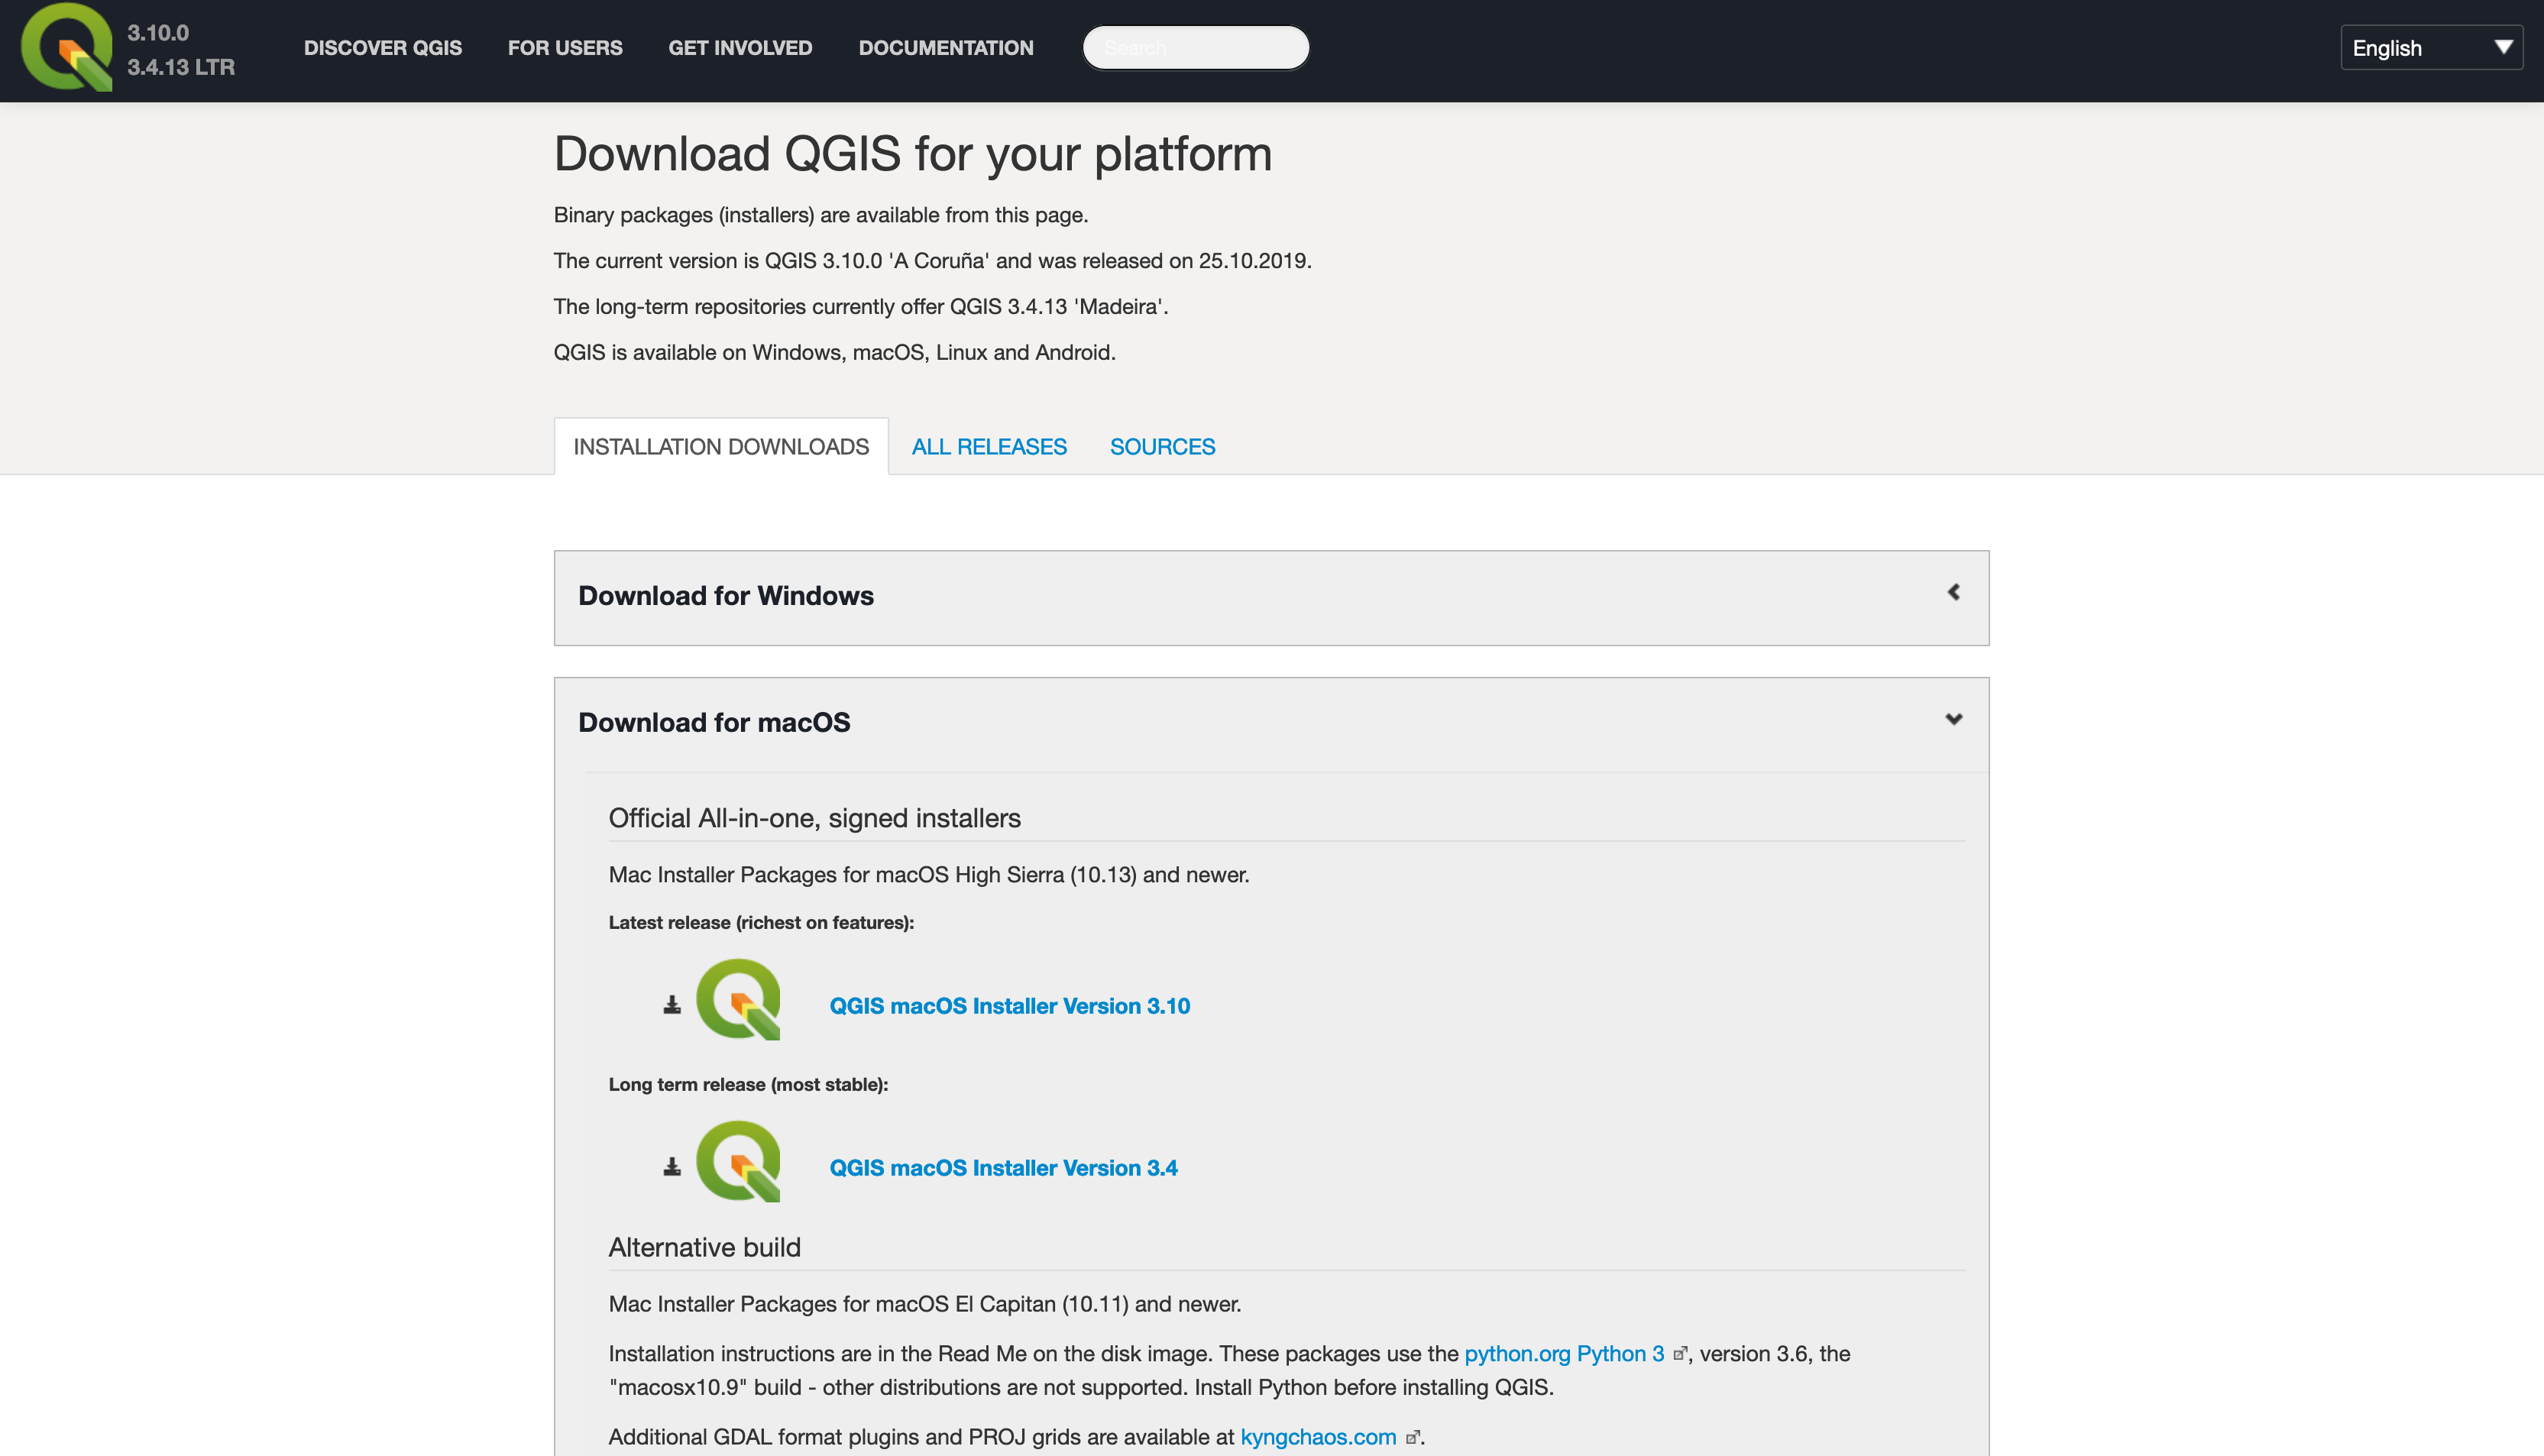 3.10.0
3.4.13 LTR
DISCOVER QGIS FOR USERS GET INVOLVED DOCUMENTATION Search English
Download QGIS for your platform
Binary packages (installers) are available from this page.
The current version is QGIS 3.10.0 'A Coruña' and was released on 25.10.2019.
The long-term repositories currently offer QGIS 3.4.13 'Madeira'.
QGIS is available on Windows, macOS, Linux and Android.
INSTALLATION DOWNLOADS ALL RELEASES SOURCES
Download for Windows
Download for macOS
Official All-in-one, signed installers
Mac Installer Packages for macOS High Sierra (10.13) and newer.
Latest release (richest on features):
QGIS macOS Installer Version 3.10
Long term release (most stable):
QGIS macOS Installer Version 3.4
Alternative build
Mac Installer Packages for macOS El Capitan (10.11) and newer.
Installation instructions are in the Read Me on the disk image. These packages use the python.org Python 3 , version 3.6, the
"macosx10.9" build - other distributions are not supported. Install Python before installing QGIS.
Additional GDAL format plugins and PROJ grids are available at kyngchaos.com .